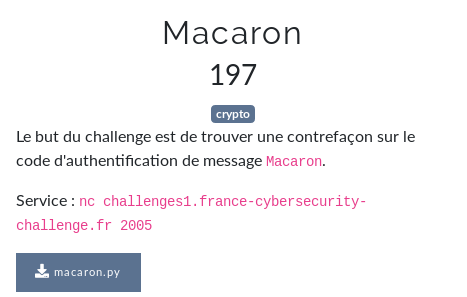 Macaron
197
crypto
Le but du challenge est de trouver une contrefaçon sur le
code d'authentification de message Macaron.
Service : nc challenges1.france-cybersecurity-
challenge.fr 2005
macaron.py